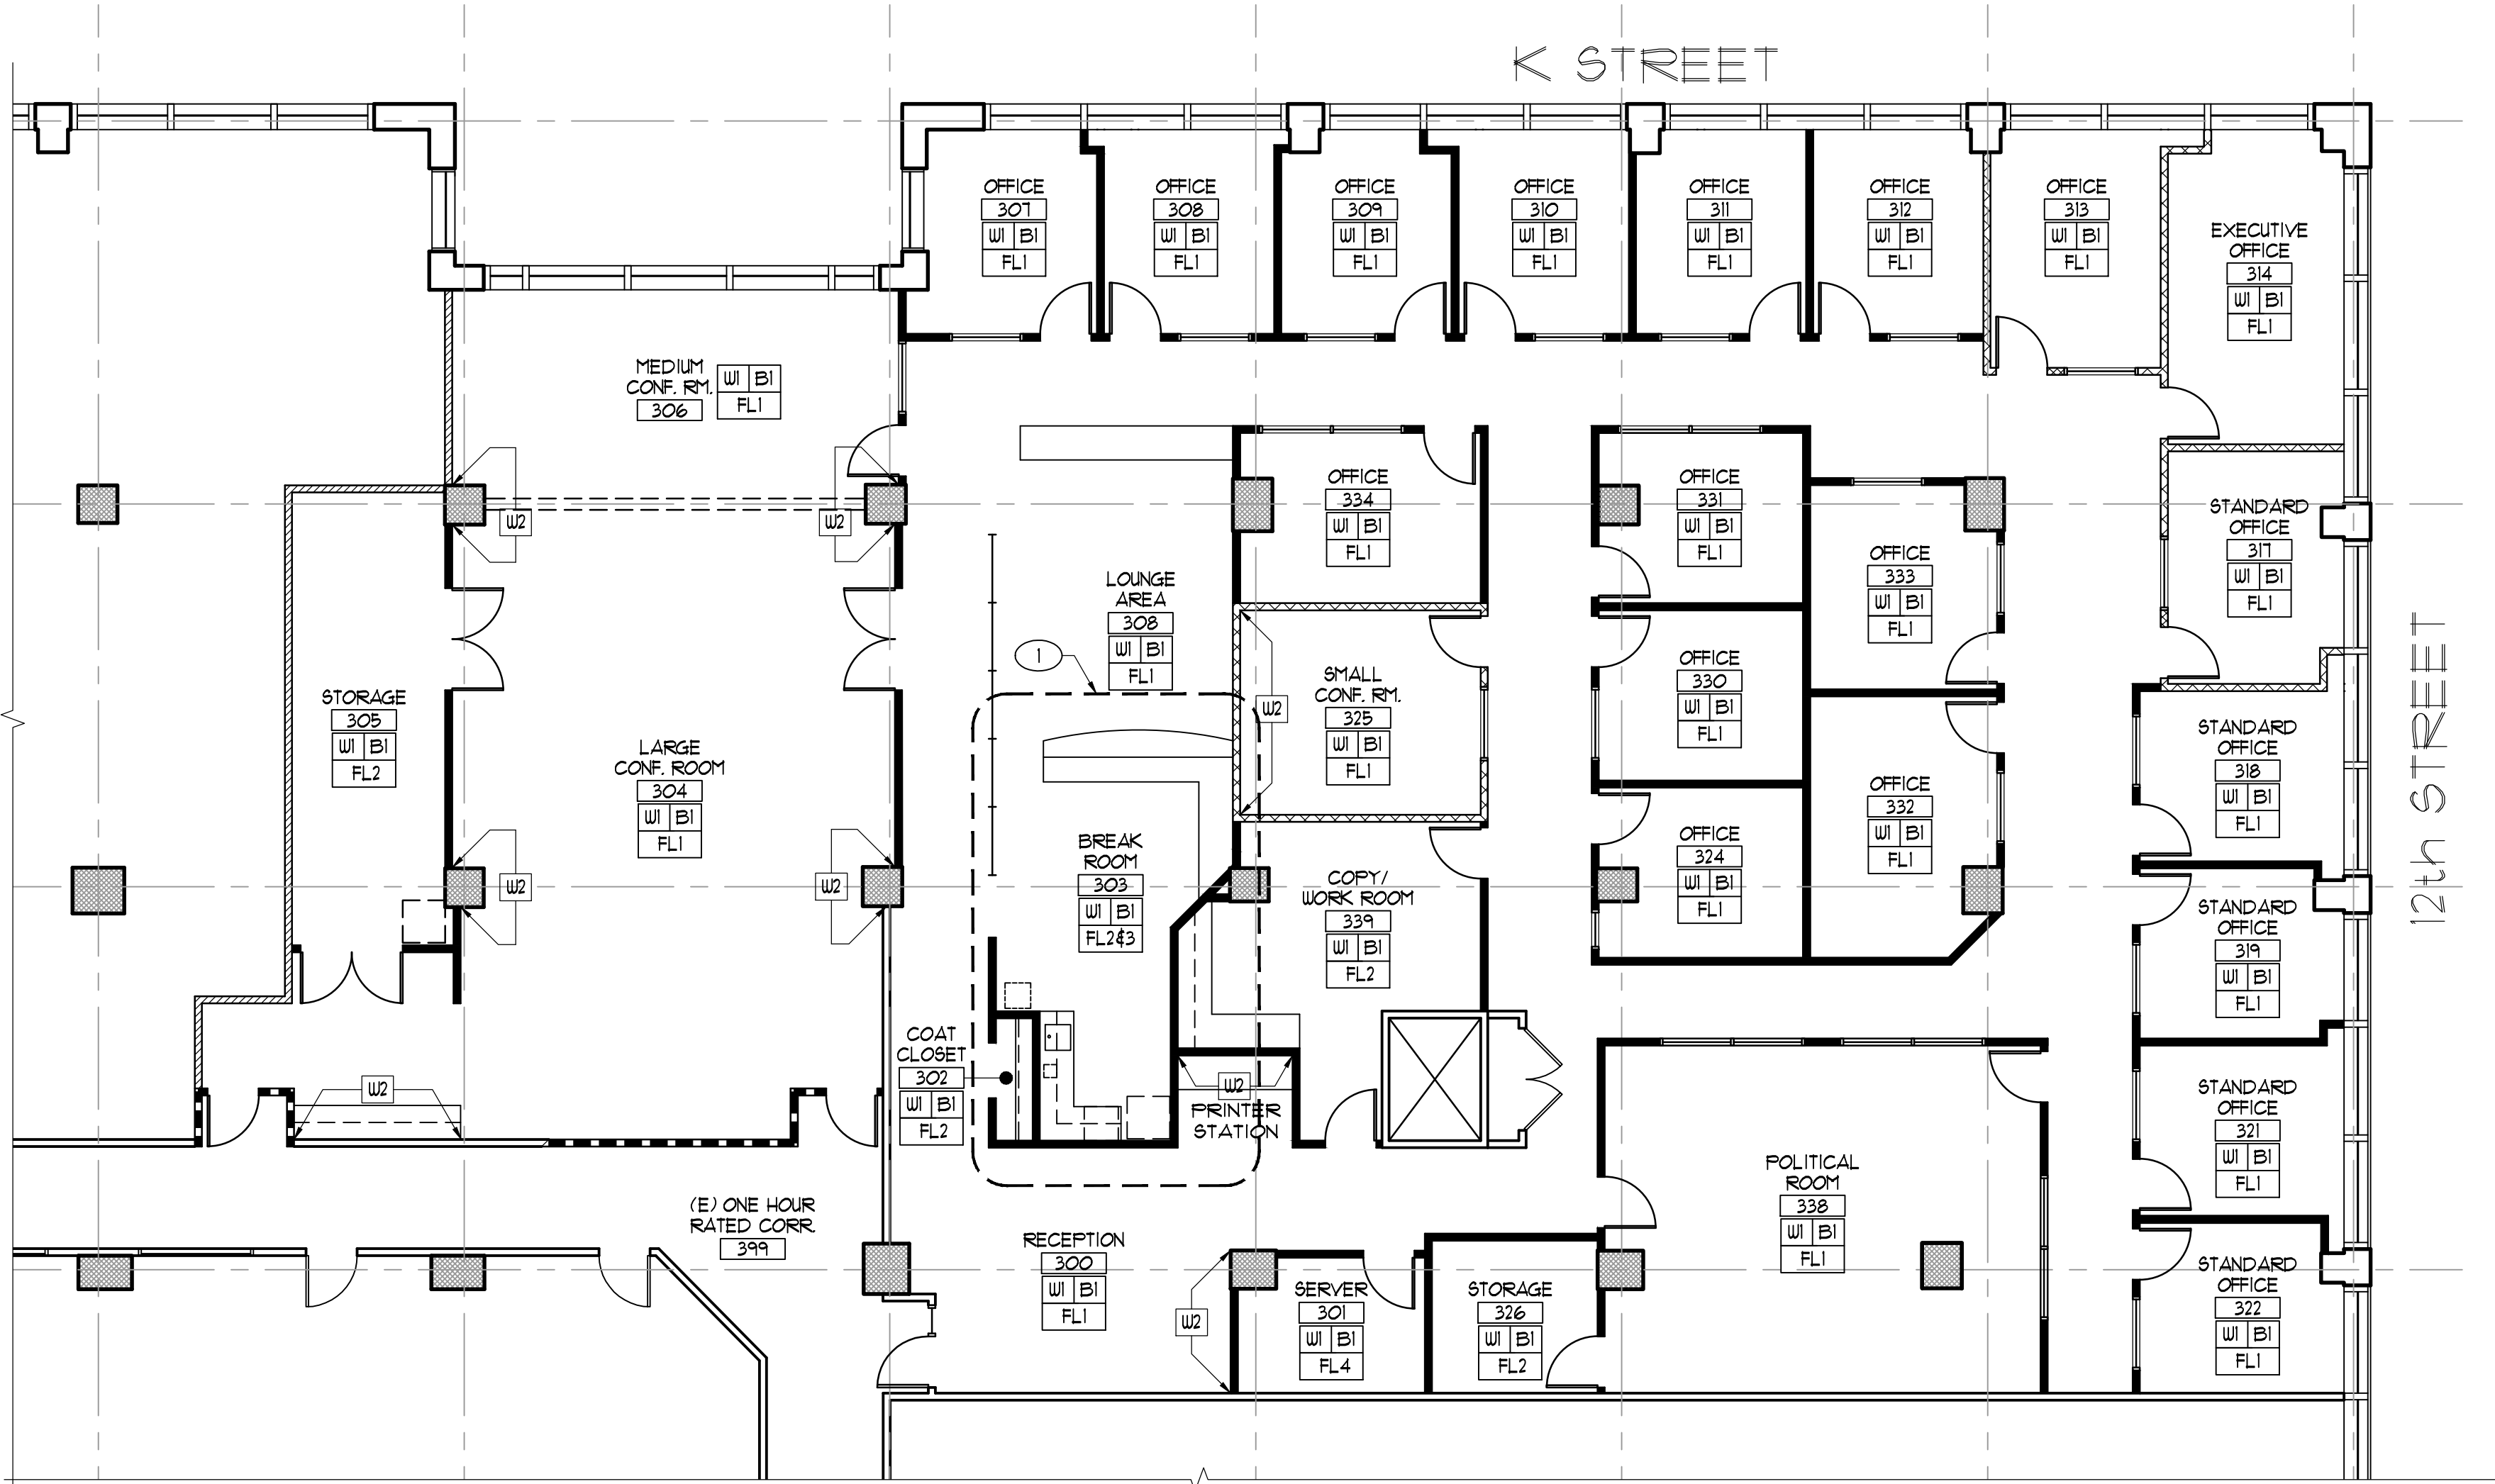 K STREET
OFFICE
307
W1 B1
FL1
OFFICE
308
W1 B1
FL1
OFFICE
309
W1 B1
FL1
OFFICE
310
W1 B1
FL1
OFFICE
311
W1 B1
FL1
OFFICE
312
W1 B1
FL1
OFFICE
313
W1 B1
FL1
EXECUTIVE
OFFICE
314
W1 B1
FL1
MEDIUM
CONF. RM.
306
W1 B1
FL1
W2
W2
OFFICE
334
W1 B1
FL1
OFFICE
331
W1 B1
FL1
OFFICE
333
W1 B1
FL1
STANDARD
OFFICE
317
W1 B1
FL1
12th STREET
LOUNGE
AREA
308
W1 B1
FL1
1
STORAGE
305
W1 B1
FL2
LARGE
CONF. ROOM
304
W1 B1
FL1
SMALL
CONF. RM.
325
W1 B1
FL1
W2
OFFICE
330
W1 B1
FL1
OFFICE
332
W1 B1
FL1
STANDARD
OFFICE
318
W1 B1
FL1
W2
W2
BREAK
ROOM
303
W1 B1
FL2&3
COPY/
WORK ROOM
339
W1 B1
FL2
OFFICE
324
W1 B1
FL1
STANDARD
OFFICE
319
W1 B1
FL1
COAT
CLOSET
302
W1 B1
FL2
W2
W2
PRINTER
STATION
STANDARD
OFFICE
321
W1 B1
FL1
(E) ONE HOUR
RATED CORR.
399
RECEPTION
300
W1 B1
FL1
W2
SERVER
301
W1 B1
FL4
STORAGE
326
W1 B1
FL2
POLITICAL
ROOM
338
W1 B1
FL1
STANDARD
OFFICE
322
W1 B1
FL1